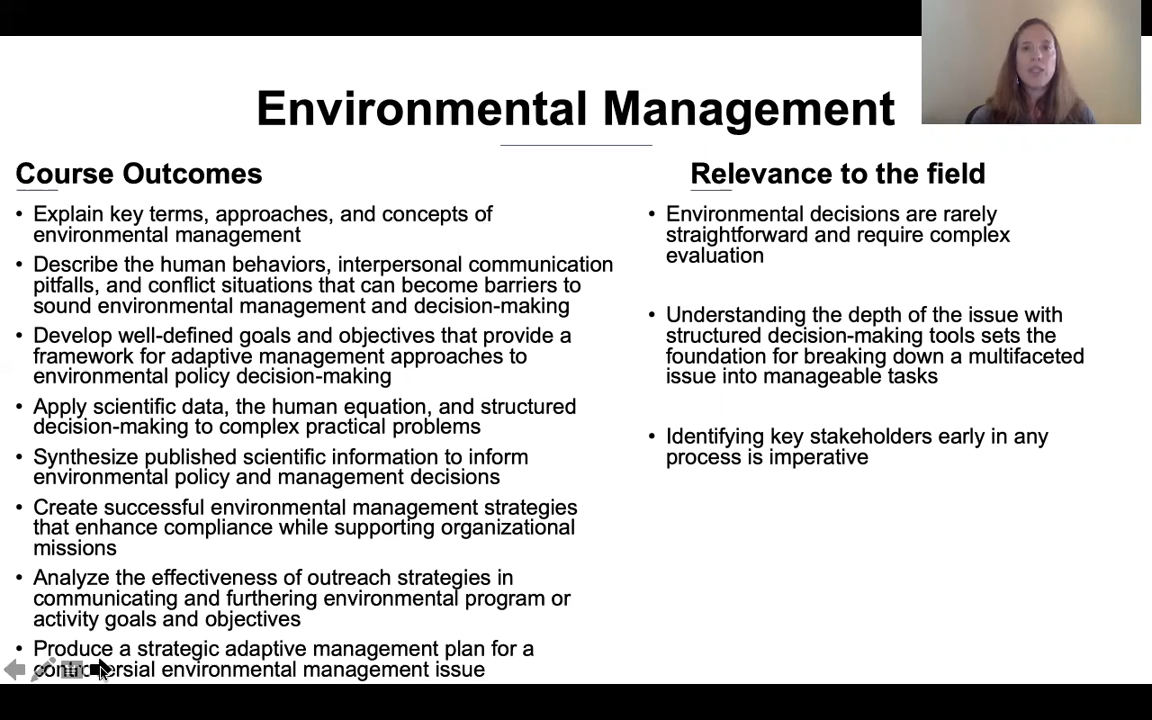 Environmental Management
Course Outcomes
• Explain key terms, approaches, and concepts of
environmental management
• Describe the human behaviors, interpersonal communication
pitfalls, and conflict situations that can become barriers to
sound environmental management and decision-making
• Develop well-defined goals and objectives that provide a
framework for adaptive management approaches to
environmental policy decision-making
• Apply scientific data, the human equation, and structured
decision-making to complex practical problems
• Synthesize published scientific information to inform
environmental policy and management decisions
• Create successful environmental management strategies
that enhance compliance while supporting organizational
missions
• Analyze the effectiveness of outreach strategies in
communicating and furthering environmental program or
activity goals and objectives
• Produce a strategic adaptive management plan for a
controversial environmental management issue
Relevance to the field
• Environmental decisions are rarely
straightforward and require complex
evaluation
• Understanding the depth of the issue with
structured decision-making tools sets the
foundation for breaking down a multifaceted
issue into manageable tasks
• Identifying key stakeholders early in any
process is imperative